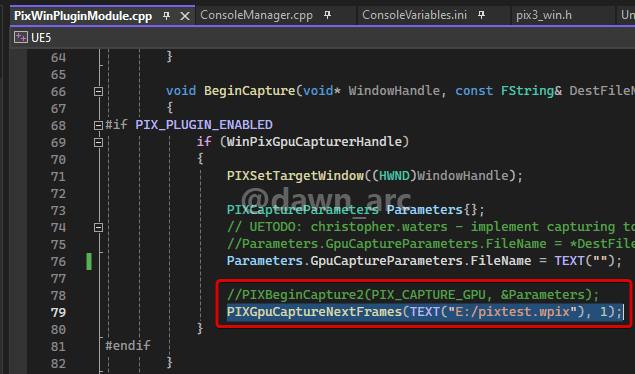 PixWinPluginModule.cpp ConsoleManager.cpp ConsoleVariables.ini pix3_win.h Un
UE5
64 }
65
66 void BeginCapture(void* WindowHandle, const FString& DestFileN
67 {
68 #if PIX_PLUGIN_ENABLED
69 if (WinPixGpuCapturerHandle)
70 {
71 PIXSetTargetWindow((HWND)WindowHandle);
72
@dawn_arc
73 PIXCaptureParameters Parameters{};
74 // UETODO: christopher.waters - implement capturing to
75 //Parameters.GpuCaptureParameters.FileName = *DestFile
76 Parameters.GpuCaptureParameters.FileName = TEXT("");
77
78 //PIXBeginCapture2(PIX_CAPTURE_GPU, &Parameters);
79 PIXGpuCaptureNextFrames(TEXT("E:/pixtest.wpix"), 1);
80 }
81 #endif
82 }